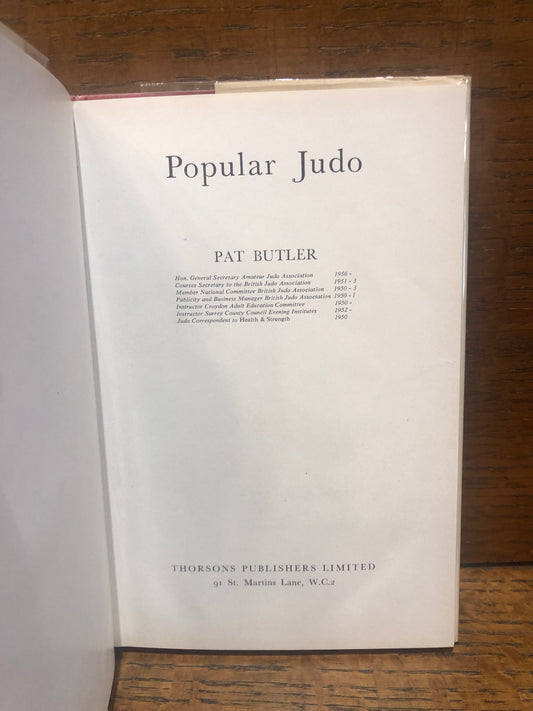 Popular Judo
PAT BUTLER
Hon. General Secretary Amateur Judo Association 1956 -
Courses Secretary to the British Judo Association 1951 - 3
Member National Committee British Judo Association 1950 - 3
Publicity and Business Manager British Judo Association 1950 - 1
Instructor Croydon Adult Education Committee 1950 -
Instructor Surrey County Council Evening Institutes 1952 -
Judo Correspondent to Health & Strength 1950
THORSONS PUBLISHERS LIMITED
91 St. Martins Lane, W.C.2